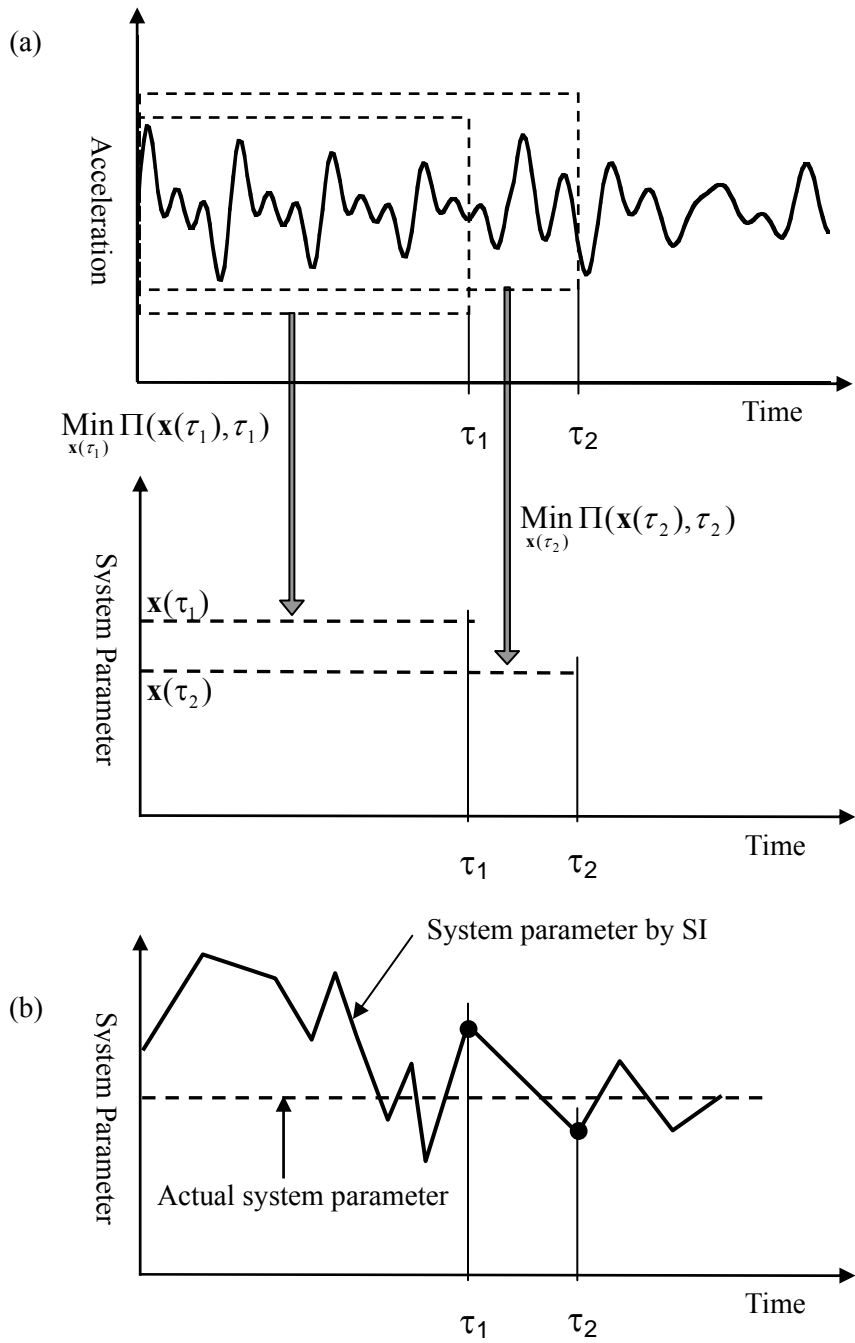 (a)
Acceleration
Time
τ₁
τ₂
Min Π(x(τ₁), τ₁)
x(τ₁)
Min Π(x(τ₂), τ₂)
x(τ₂)
System Parameter
x(τ₁)
x(τ₂)
Time
τ₁
τ₂
(b)
System parameter by SI
System Parameter
Actual system parameter
Time
τ₁
τ₂